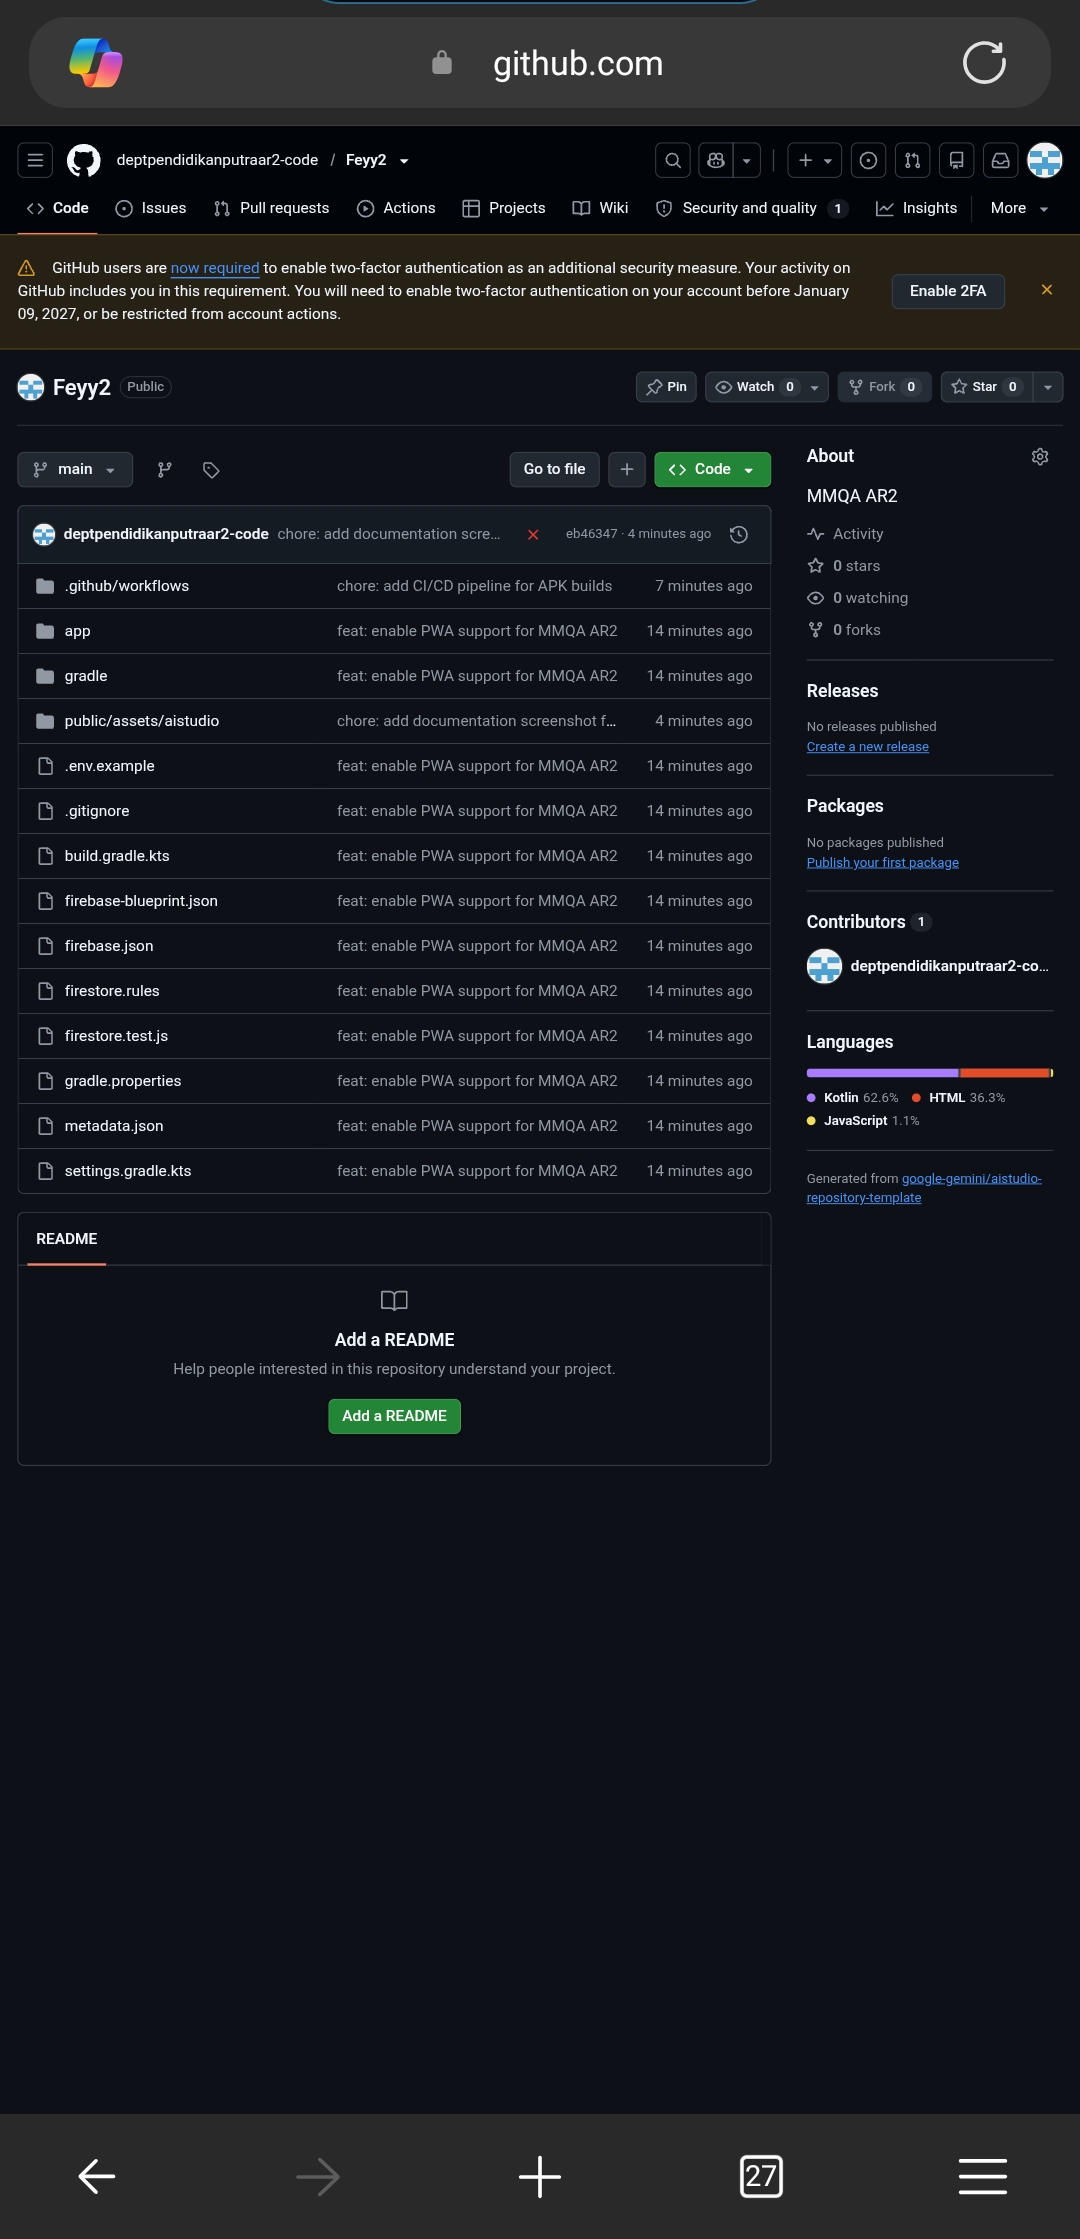 github.com
deptpendidikanputraar2-code / Feyy2
Code Issues Pull requests Actions Projects Wiki Security and quality 1 Insights More
GitHub users are now required to enable two-factor authentication as an additional security measure. Your activity on
GitHub includes you in this requirement. You will need to enable two-factor authentication on your account before January
09, 2027, or be restricted from account actions.
Enable 2FA
Feyy2 Public
Pin Watch 0 Fork 0 Star 0
main
Go to file
Code
deptpendidikanputraar2-code chore: add documentation scre... eb46347 · 4 minutes ago
.github/workflows chore: add CI/CD pipeline for APK builds 7 minutes ago
app feat: enable PWA support for MMQA AR2 14 minutes ago
gradle feat: enable PWA support for MMQA AR2 14 minutes ago
public/assets/aistudio chore: add documentation screenshot f... 4 minutes ago
.env.example feat: enable PWA support for MMQA AR2 14 minutes ago
.gitignore feat: enable PWA support for MMQA AR2 14 minutes ago
build.gradle.kts feat: enable PWA support for MMQA AR2 14 minutes ago
firebase-blueprint.json feat: enable PWA support for MMQA AR2 14 minutes ago
firebase.json feat: enable PWA support for MMQA AR2 14 minutes ago
firestore.rules feat: enable PWA support for MMQA AR2 14 minutes ago
firestore.test.js feat: enable PWA support for MMQA AR2 14 minutes ago
gradle.properties feat: enable PWA support for MMQA AR2 14 minutes ago
metadata.json feat: enable PWA support for MMQA AR2 14 minutes ago
settings.gradle.kts feat: enable PWA support for MMQA AR2 14 minutes ago
README
Add a README
Help people interested in this repository understand your project.
Add a README
About
MMQA AR2
Activity
0 stars
0 watching
0 forks
Releases
No releases published
Create a new release
Packages
No packages published
Publish your first package
Contributors 1
deptpendidikanputraar2-co...
Languages
Kotlin 62.6% HTML 36.3%
JavaScript 1.1%
Generated from google-gemini/aistudio-
repository-template
27